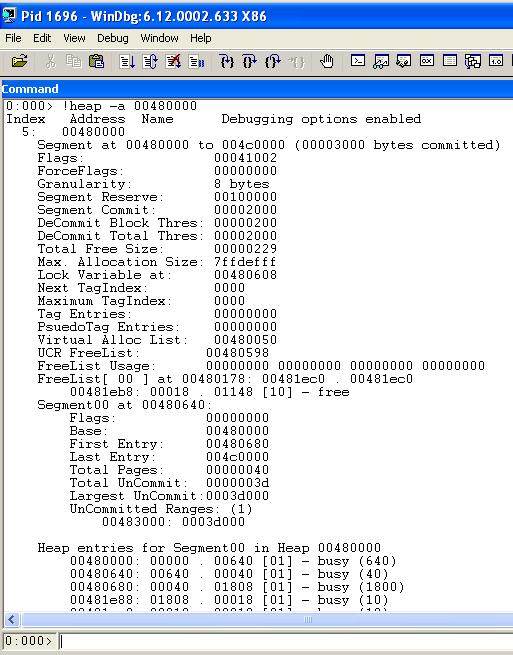 Pid 1696 - WinDbg:6.12.0002.633 X86
File Edit View Debug Window Help
Command
0:000> !heap -a 00480000
Index Address Name Debugging options enabled
5: 00480000
Segment at 00480000 to 004c0000 (00003000 bytes committed)
Flags: 00041002
ForceFlags: 00000000
Granularity: 8 bytes
Segment Reserve: 00100000
Segment Commit: 00002000
DeCommit Block Thres: 00000200
DeCommit Total Thres: 00002000
Total Free Size: 00000229
Max. Allocation Size: 7ffdefff
Lock Variable at: 00480608
Next TagIndex: 0000
Maximum TagIndex: 0000
Tag Entries: 00000000
PsuedoTag Entries: 00000000
Virtual Alloc List: 00480050
UCR FreeList: 00480598
FreeList Usage: 00000000 00000000 00000000 00000000
FreeList[ 00 ] at 00480178: 00481ec0 . 00481ec0
00481eb8: 00018 . 01148 [10] - free
Segment00 at 00480640:
Flags: 00000000
Base: 00480000
First Entry: 00480680
Last Entry: 004c0000
Total Pages: 00000040
Total UnCommit: 0000003d
Largest UnCommit:0003d000
UnCommitted Ranges: (1)
00483000: 0003d000
Heap entries for Segment00 in Heap 00480000
00480000: 00000 . 00640 [01] - busy (640)
00480640: 00640 . 00040 [01] - busy (40)
00480680: 00040 . 01808 [01] - busy (1800)
00481e88: 01808 . 00018 [01] - busy (10)
0:000>